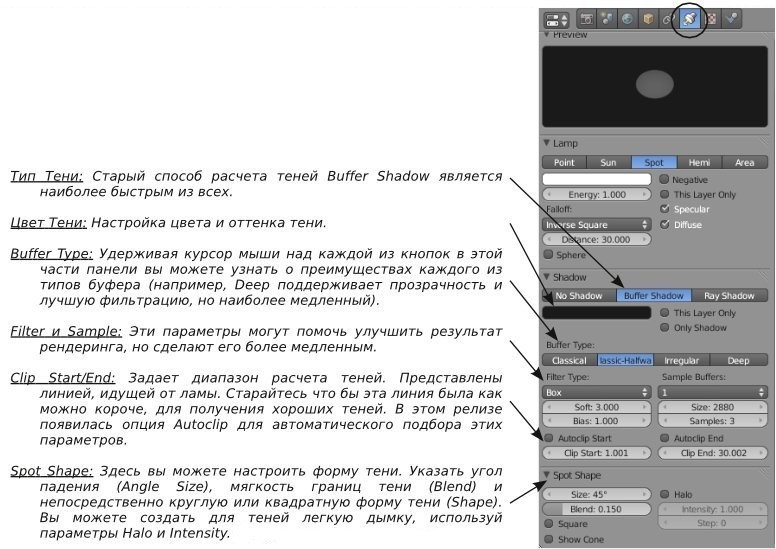 Тип Тени: Старый способ расчета теней Buffer Shadow является
наиболее быстрым из всех.
Цвет Тени: Настройка цвета и оттенка тени.
Buffer Type: Удерживая курсор мыши над каждой из кнопок в этой
части панели вы можете узнать о преимуществах каждого из
типов буфера (например, Deep поддерживает прозрачность и
лучшую фильтрацию, но наиболее медленный).
Filter и Sample: Эти параметры могут помочь улучшить результат
рендеринга, но сделают его более медленным.
Clip Start/End: Задает диапазон расчета теней. Представлены
линией, идущей от ламы. Старайтесь что бы эта линия была как
можно короче, для получения хороших теней. В этом релизе
появилась опция Autoclip для автоматического подбора этих
параметров.
Spot Shape: Здесь вы можете настроить форму тени. Указать угол
падения (Angle Size), мягкость границ тени (Blend) и
непосредственно круглую или квадратную форму тени (Shape).
Вы можете создать для теней легкую дымку, используй
параметры Halo и Intensity.
Preview
Lamp
Point Sun Spot Hemi Area
Negative
Energy: 1.000 This Layer Only
Falloff: Specular
Inverse Square Diffuse
Distance: 30.000
Sphere
Shadow
No Shadow Buffer Shadow Ray Shadow
This Layer Only
Only Shadow
Buffer Type:
Classical lassic-Halfwa Irregular Deep
Filter Type: Sample Buffers:
Box 1
Soft: 3.000 Size: 2880
Bias: 1.000 Samples: 3
Autoclip Start Autoclip End
Clip Start: 1.001 Clip End: 30.002
Spot Shape
Size: 45° Halo
Blend: 0.150 Intensity: 1.000
Square Step: 0
Show Cone